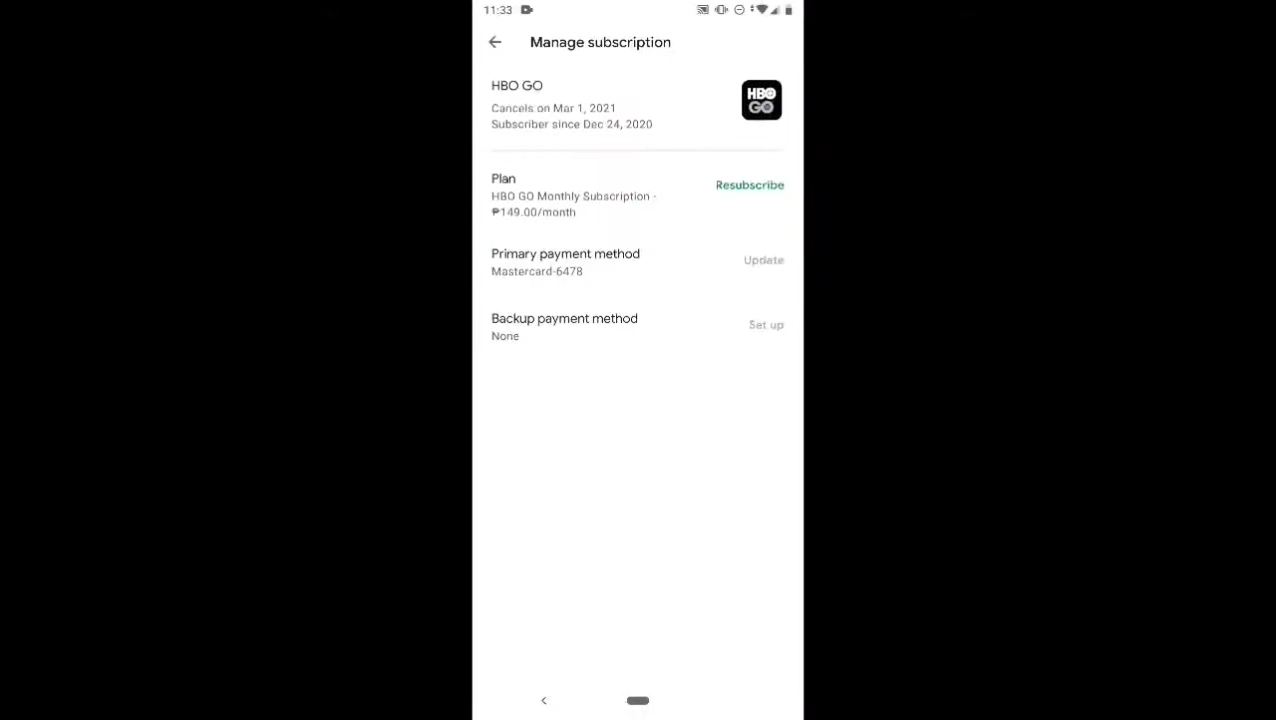 11:33
Manage subscription
HBO GO
Cancels on Mar 1, 2021
Subscriber since Dec 24, 2020
HBO
GO
Plan
HBO GO Monthly Subscription -
₱149.00/month
Resubscribe
Primary payment method
Mastercard-6478
Update
Backup payment method
None
Set up